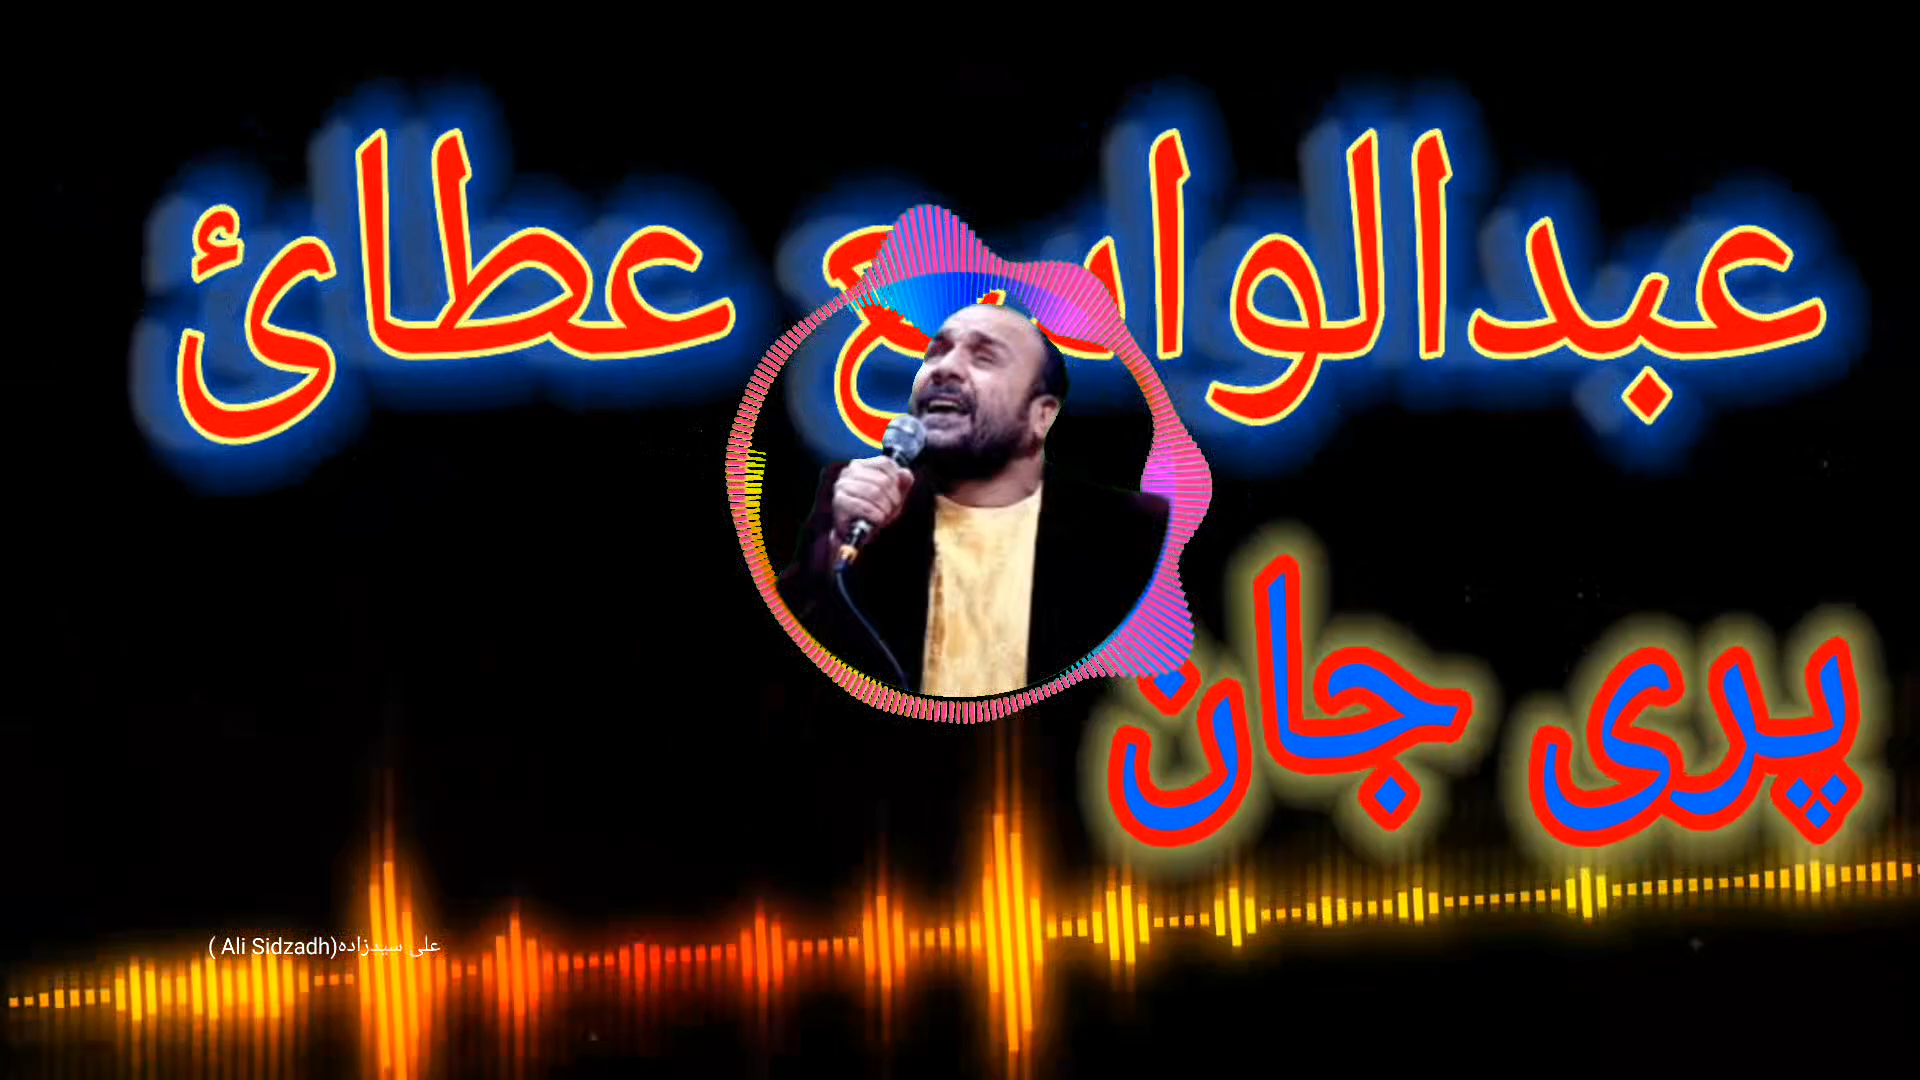 عبدالواسع عطائ
پری جان
( Ali Sidzadh)علی سیدزاده